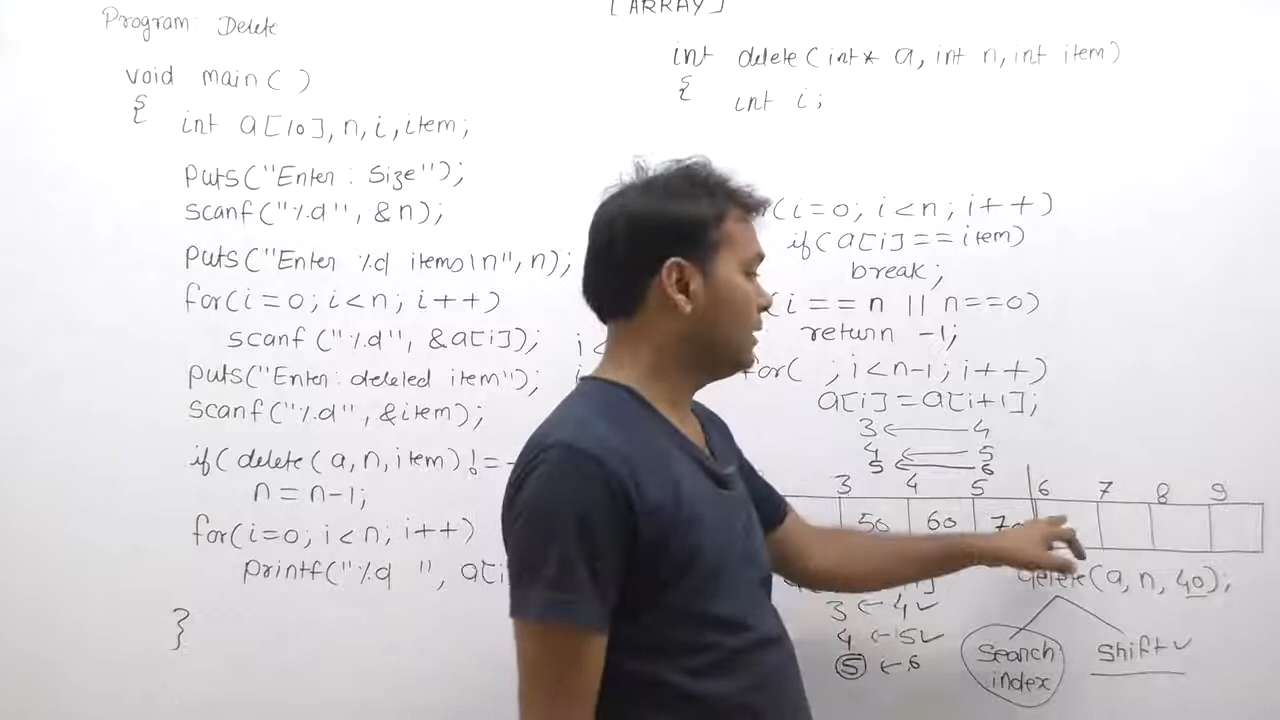 [ARRAY]
Program: Delete
void main( )
{
int a[10], n, i, item;
puts("Enter: Size");
scanf("%d", &n);
puts("Enter %d items\n", n);
for(i=0; i<n; i++)
scanf("%d", &a[i]);
puts("Enter: deleted item");
scanf("%d", &item);
if(delete(a, n, item)!=-
n=n-1;
for(i=0; i<n; i++)
printf("%d ", a[i
}
int delete(int* a, int n, int item)
{
int i;
(i=0; i<n; i++)
if(a[i]==item)
break;
(i==n || n==0)
return -1;
for( ; i<n-1; i++)
a[i]=a[i+1];
3 ← 4
4 ← 5
5 ← 6
3 4 5 6 7 8 9
50 60 70
delete(a, n, 40);
3 ← 4 ✓
4 ← 5 ✓
5 ← 6
Search
index
Shift ✓